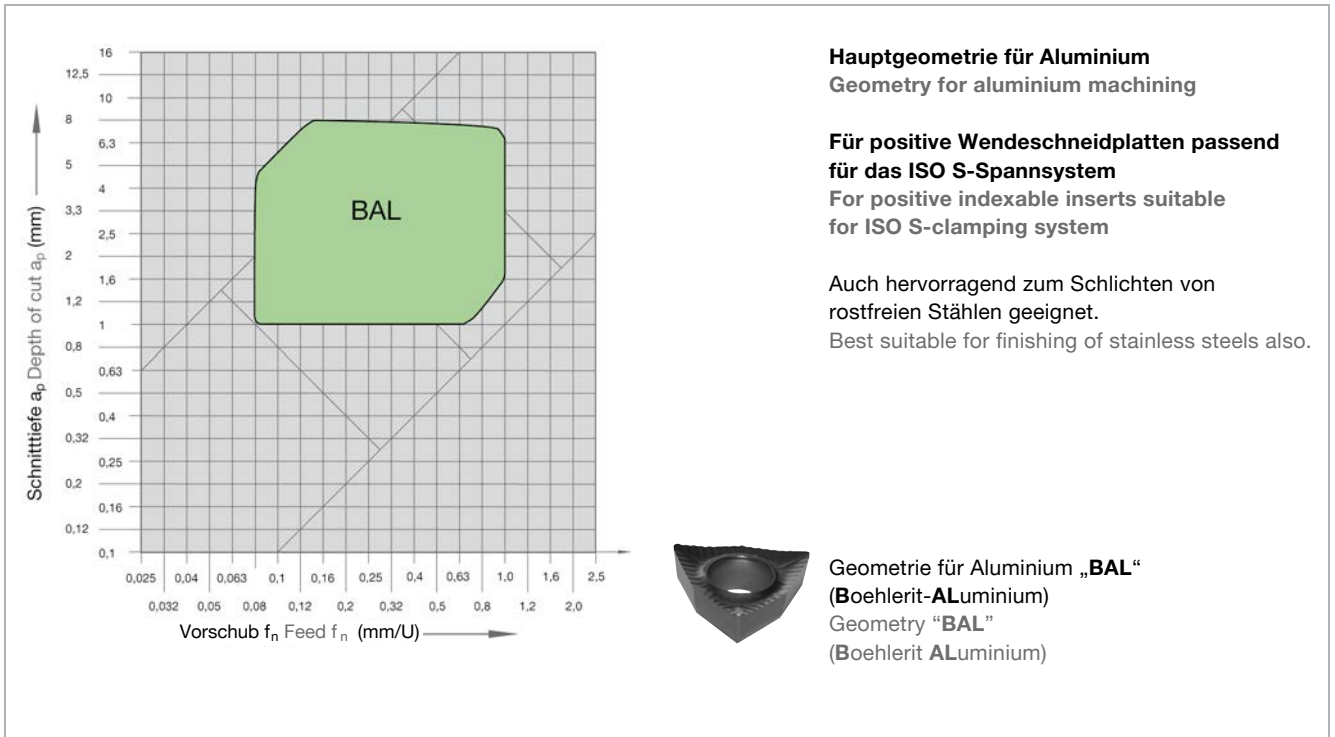 16
12,5
10
8
6,3
5
4
3,3
2,5
2
1,6
1,2
1
0,8
0,63
0,5
0,4
0,32
0,25
0,2
0,16
0,12
0,1
Schnitttiefe ap Depth of cut ap (mm)
BAL
0,025 0,04 0,063 0,1 0,16 0,25 0,4 0,63 1,0 1,6 2,5
0,032 0,05 0,08 0,12 0,2 0,32 0,5 0,8 1,2 2,0
Vorschub fn Feed fn (mm/U)
Hauptgeometrie für Aluminium
Geometry for aluminium machining
Für positive Wendeschneidplatten passend
für das ISO S-Spannsystem
For positive indexable inserts suitable
for ISO S-clamping system
Auch hervorragend zum Schlichten von
rostfreien Stählen geeignet.
Best suitable for finishing of stainless steels also.
Geometrie für Aluminium „BAL“
(Boehlerit-ALuminium)
Geometry “BAL”
(Boehlerit ALuminium)